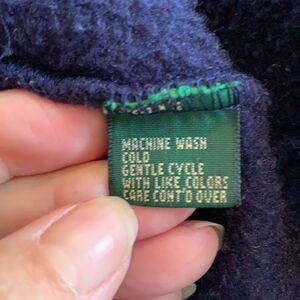 MACHINE WASH
COLD
GENTLE CYCLE
WITH LIKE COLORS
CARE CONT'D OVER